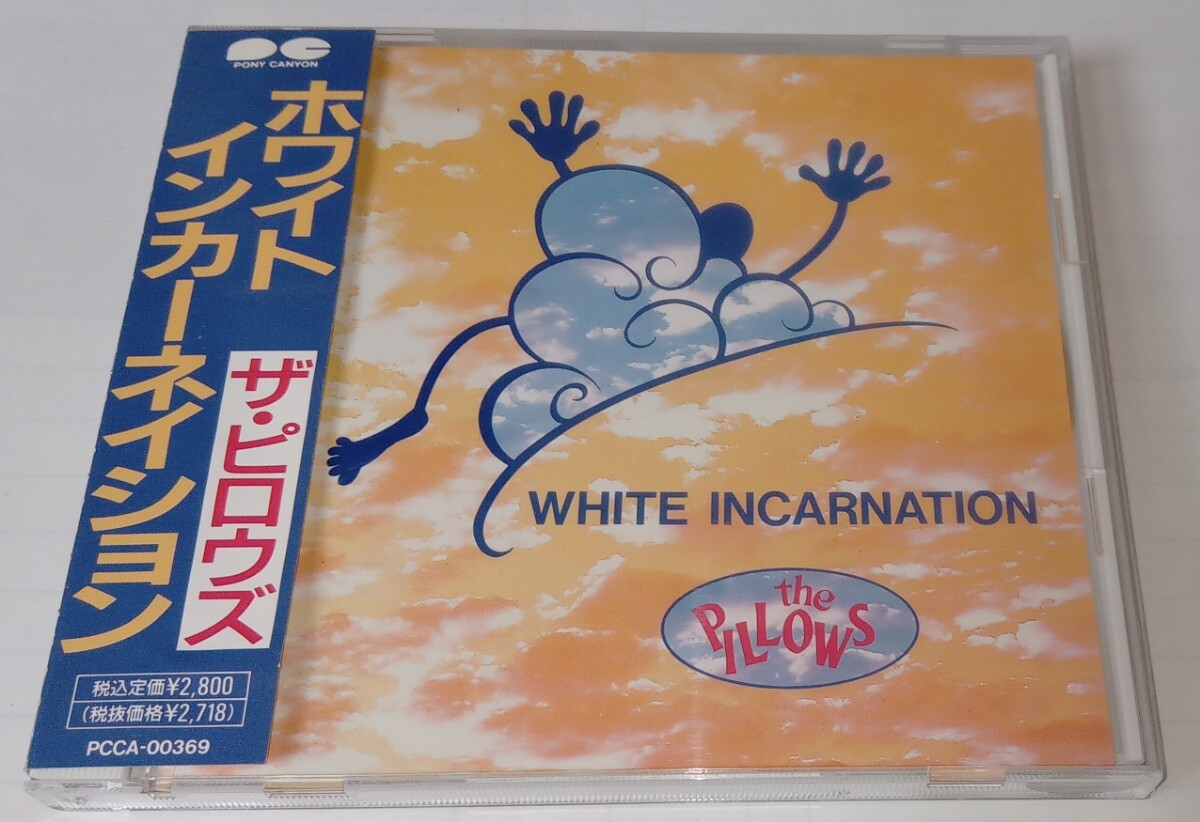 PONY CANYON
ホワイト
インカーネイション
ザ・ピロウズ
税込定価¥2,800
(税抜価格¥2,718)
PCCA-00369
WHITE INCARNATION
the
PILLOWS